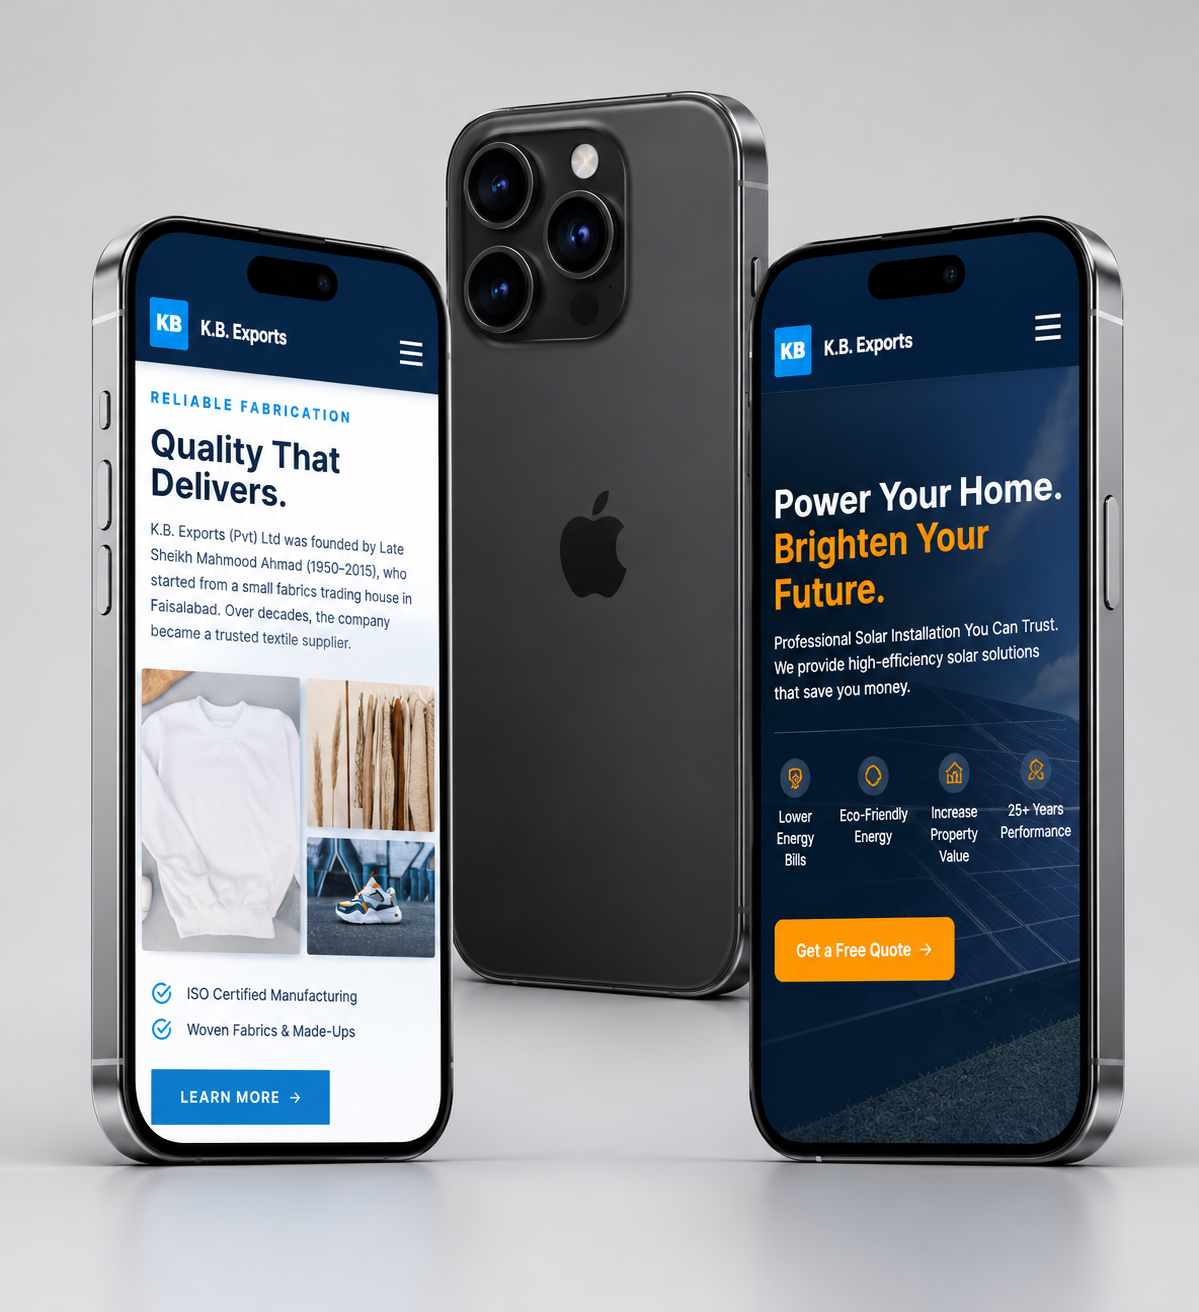 KB K.B. Exports
RELIABLE FABRICATION
Quality That
Delivers.
K.B. Exports (Pvt) Ltd was founded by Late
Sheikh Mahmood Ahmad (1950–2015), who
started from a small fabrics trading house in
Faisalabad. Over decades, the company
became a trusted textile supplier.
ISO Certified Manufacturing
Woven Fabrics & Made-Ups
LEARN MORE →
KB K.B. Exports
Power Your Home.
Brighten Your
Future.
Professional Solar Installation You Can Trust.
We provide high-efficiency solar solutions
that save you money.
Lower
Energy
Bills
Eco-Friendly
Energy
Increase
Property
Value
25+ Years
Performance
Get a Free Quote →